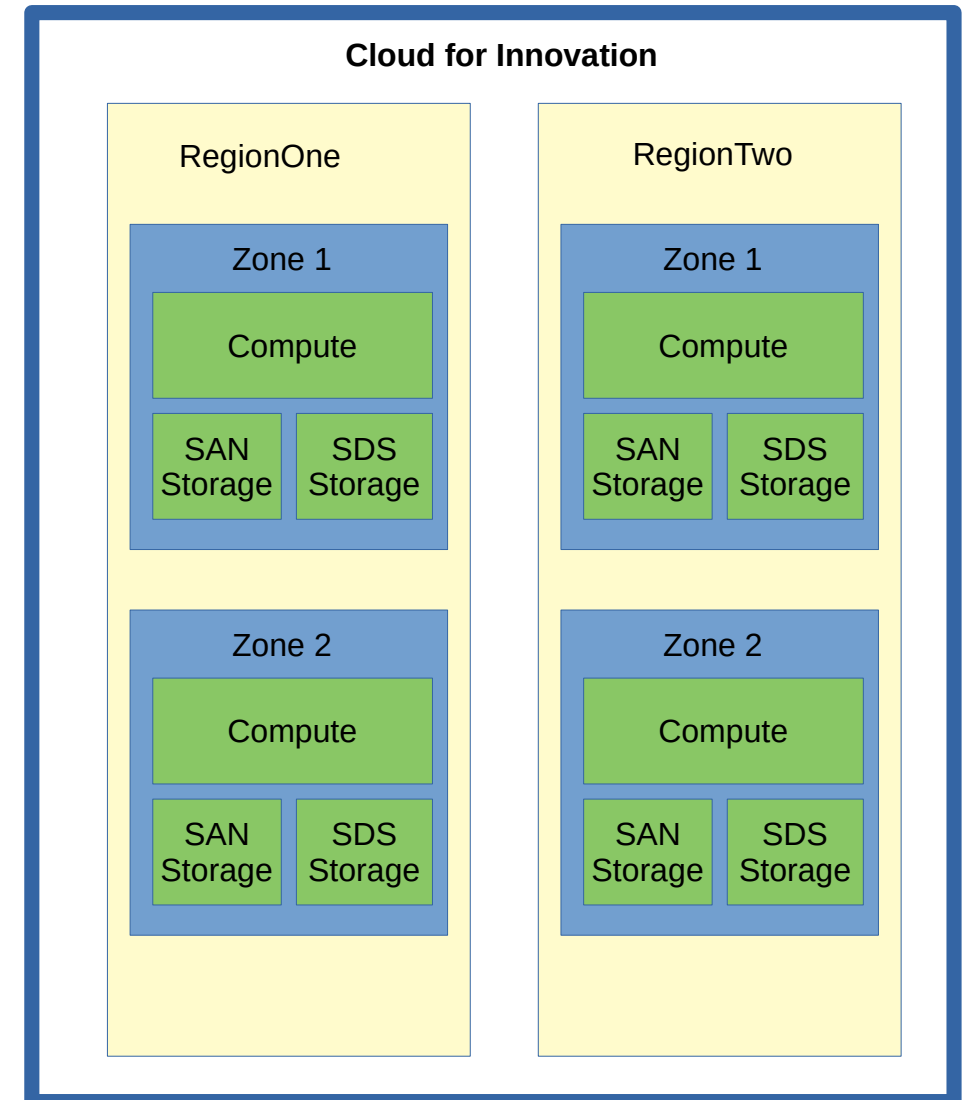 Cloud for Innovation
RegionOne
Zone 1
Compute
SAN
Storage
SDS
Storage
Zone 2
Compute
SAN
Storage
SDS
Storage
RegionTwo
Zone 1
Compute
SAN
Storage
SDS
Storage
Zone 2
Compute
SAN
Storage
SDS
Storage